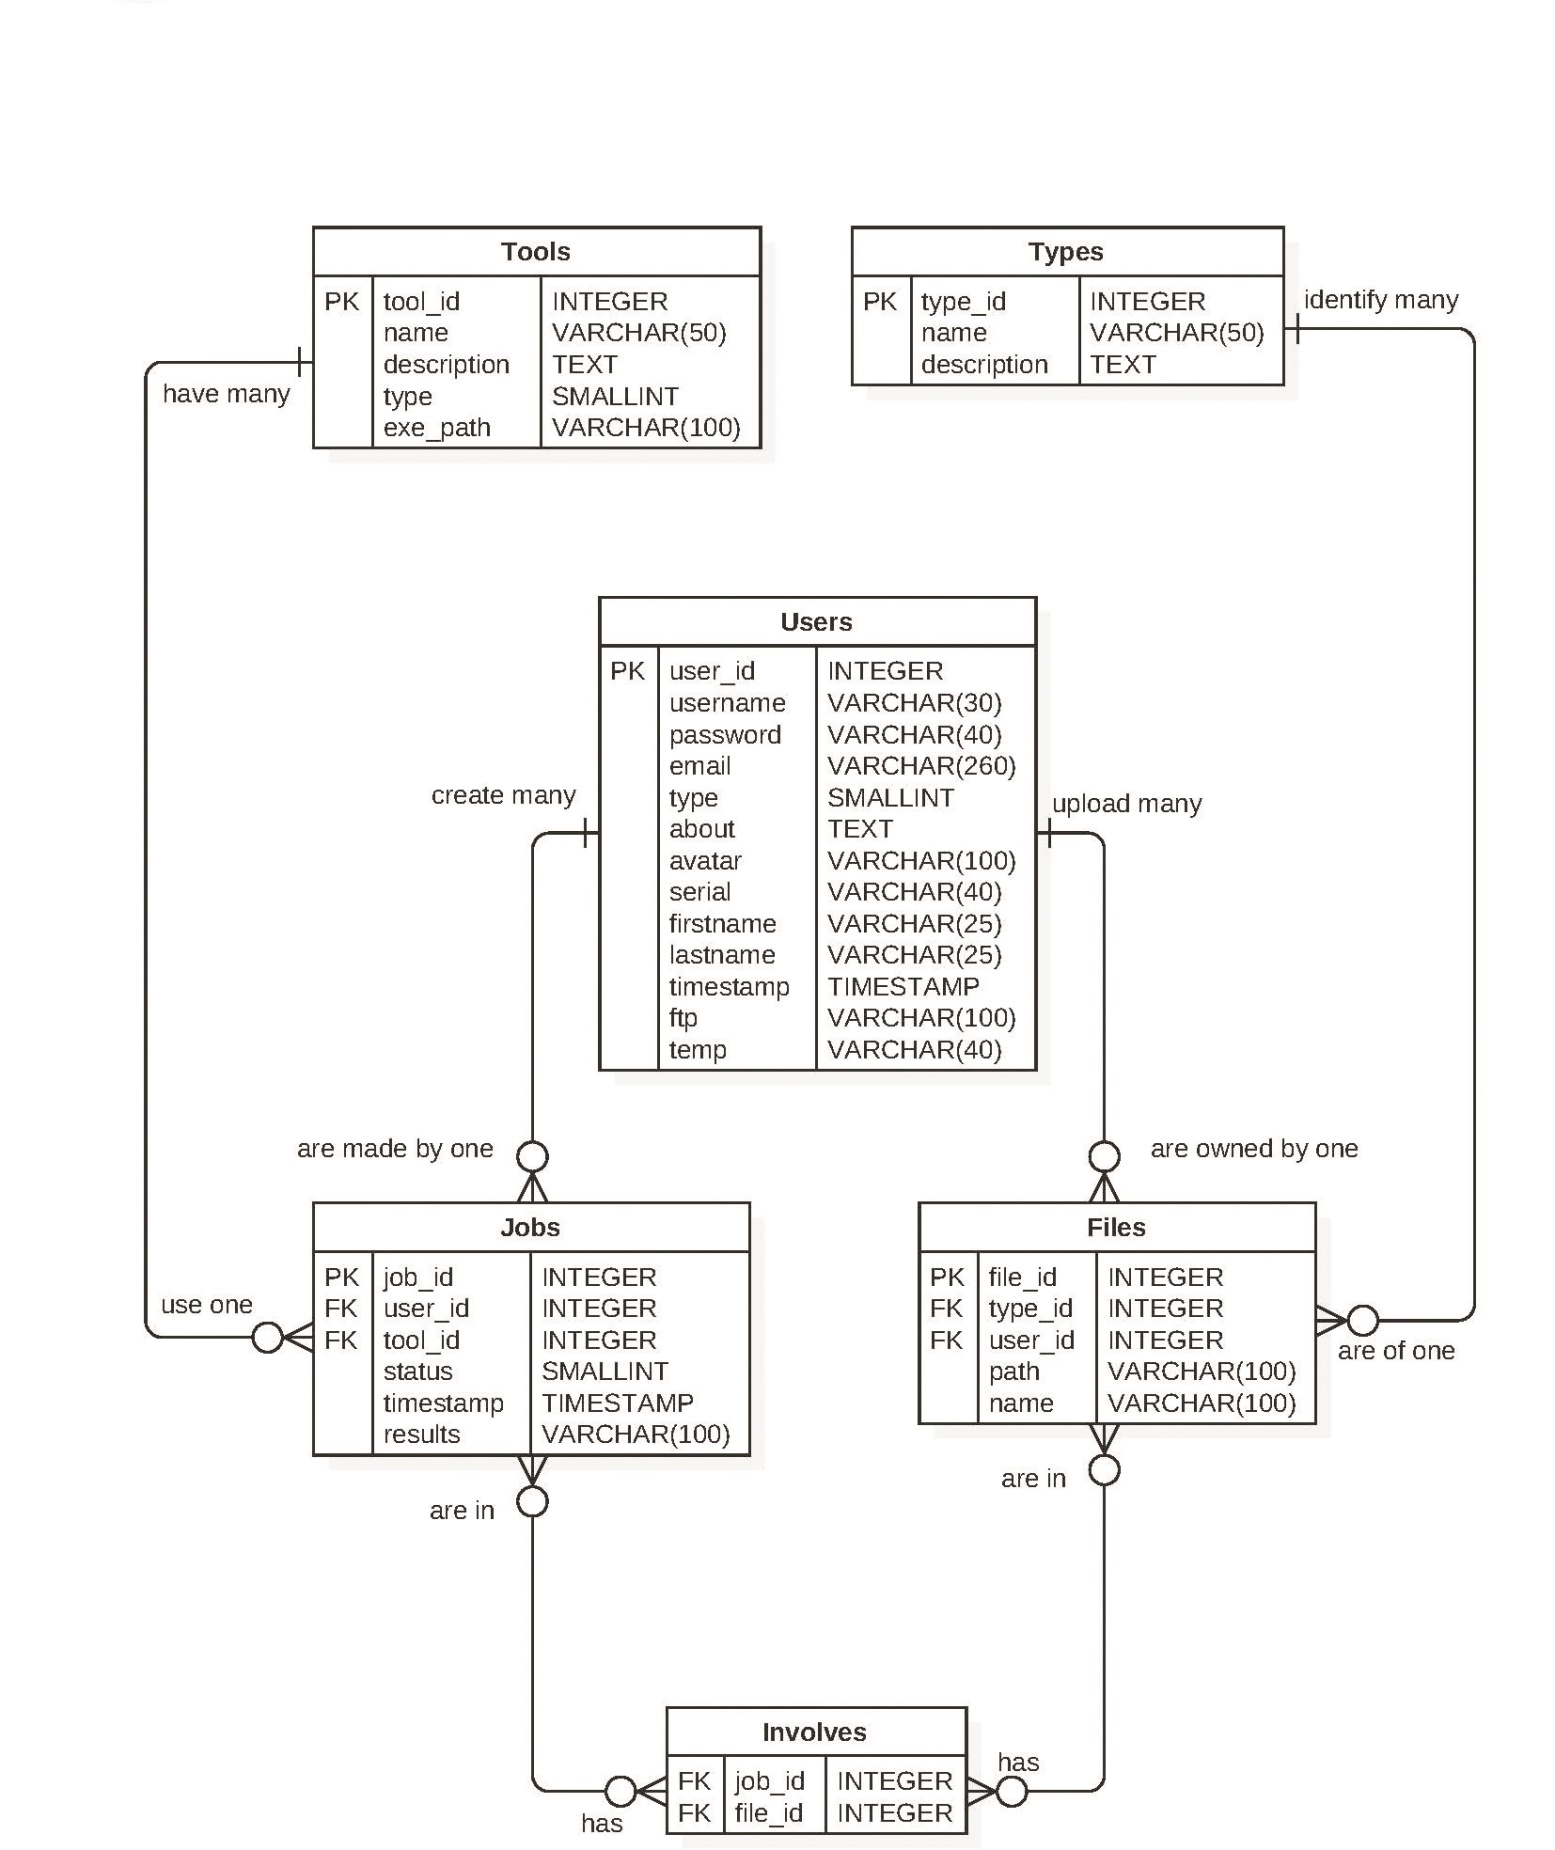 Tools
PK tool_id INTEGER
name VARCHAR(50)
description TEXT
type SMALLINT
exe_path VARCHAR(100)
have many
Types
PK type_id INTEGER
name VARCHAR(50)
description TEXT
identify many
Users
PK user_id INTEGER
username VARCHAR(30)
password VARCHAR(40)
email VARCHAR(260)
type SMALLINT
about TEXT
avatar VARCHAR(100)
serial VARCHAR(40)
firstname VARCHAR(25)
lastname VARCHAR(25)
timestamp TIMESTAMP
ftp VARCHAR(100)
temp VARCHAR(40)
create many
upload many
are made by one
are owned by one
Jobs
PK job_id INTEGER
FK user_id INTEGER
FK tool_id INTEGER
status SMALLINT
timestamp TIMESTAMP
results VARCHAR(100)
use one
Files
PK file_id INTEGER
FK type_id INTEGER
FK user_id INTEGER
path VARCHAR(100)
name VARCHAR(100)
are of one
are in
are in
Involves
FK job_id INTEGER
FK file_id INTEGER
has
has